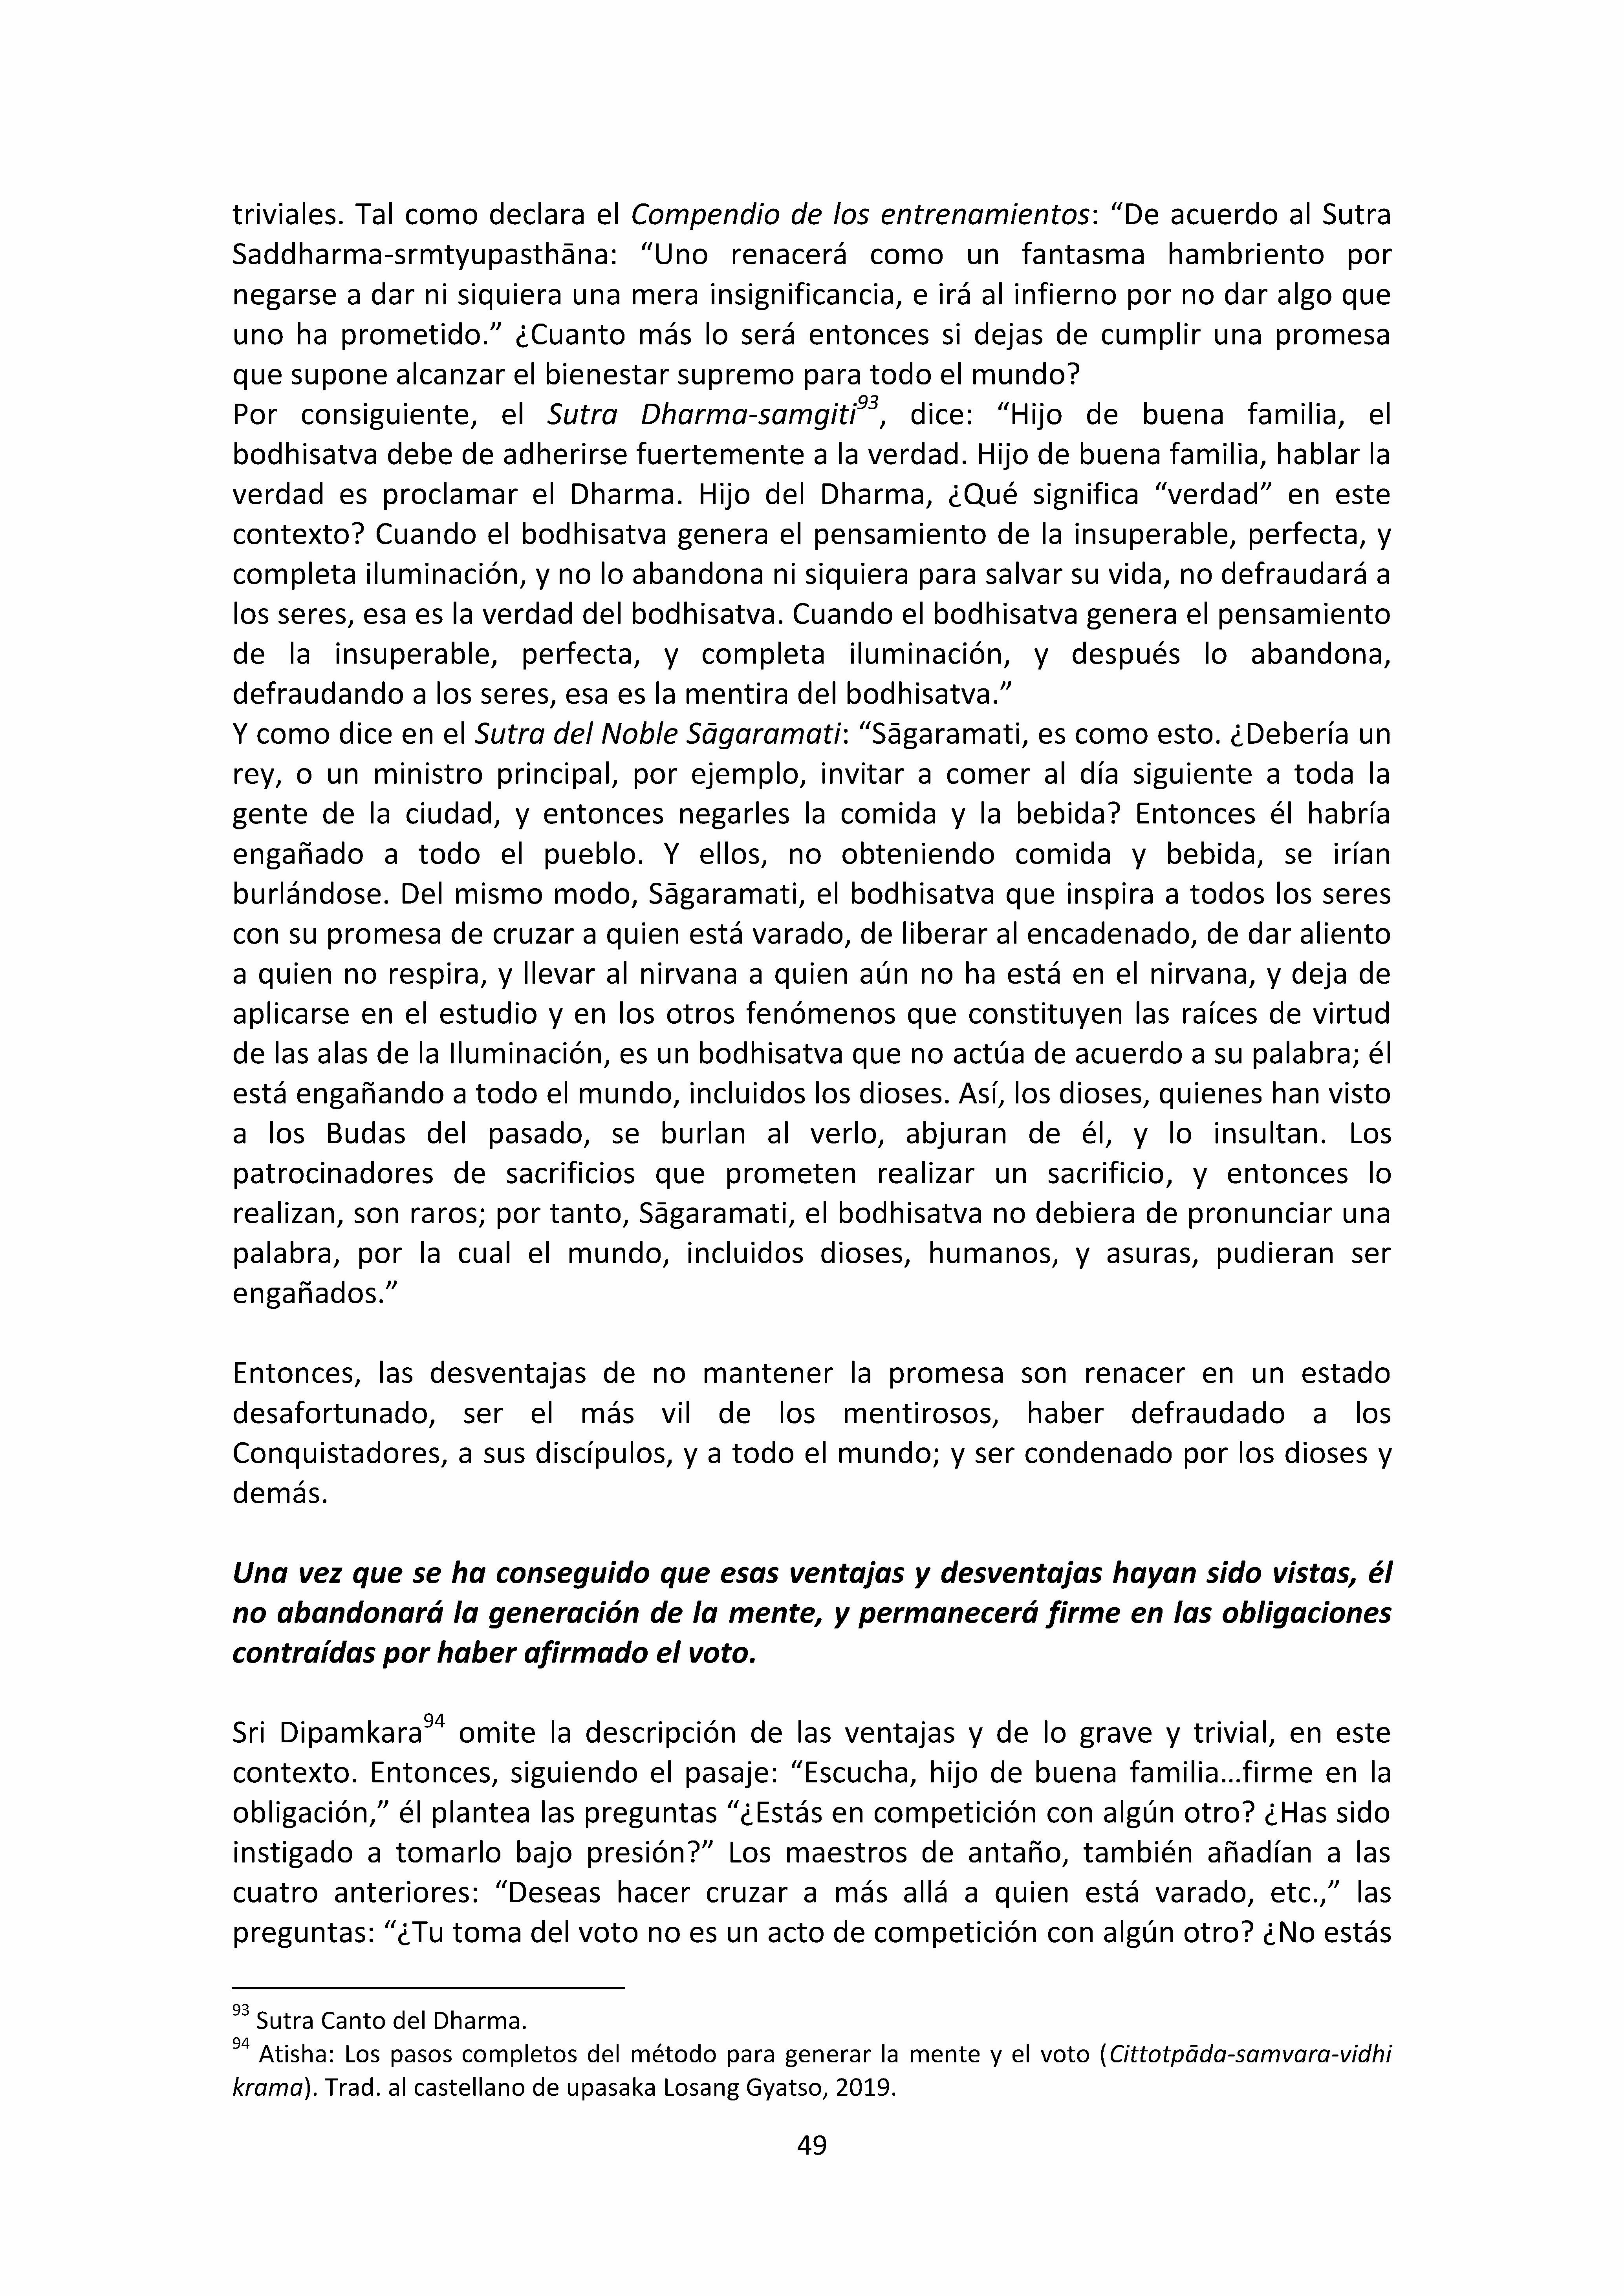 triviales. Tal como declara el Compendio de los entrenamientos: “De acuerdo al Sutra
Saddharma-srmtyupasthāna: “Uno renacerá como un fantasma hambriento por
negarse a dar ni siquiera una mera insignificancia, e irá al infierno por no dar algo que
uno ha prometido.” ¿Cuanto más lo será entonces si dejas de cumplir una promesa
que supone alcanzar el bienestar supremo para todo el mundo?
Por consiguiente, el Sutra Dharma-samgiti93, dice: “Hijo de buena familia, el
bodhisatva debe de adherirse fuertemente a la verdad. Hijo de buena familia, hablar la
verdad es proclamar el Dharma. Hijo del Dharma, ¿Qué significa “verdad” en este
contexto? Cuando el bodhisatva genera el pensamiento de la insuperable, perfecta, y
completa iluminación, y no lo abandona ni siquiera para salvar su vida, no defraudará a
los seres, esa es la verdad del bodhisatva. Cuando el bodhisatva genera el pensamiento
de la insuperable, perfecta, y completa iluminación, y después lo abandona,
defraudando a los seres, esa es la mentira del bodhisatva.”
Y como dice en el Sutra del Noble Sāgaramati: “Sāgaramati, es como esto. ¿Debería un
rey, o un ministro principal, por ejemplo, invitar a comer al día siguiente a toda la
gente de la ciudad, y entonces negarles la comida y la bebida? Entonces él habría
engañado a todo el pueblo. Y ellos, no obteniendo comida y bebida, se irían
burlándose. Del mismo modo, Sāgaramati, el bodhisatva que inspira a todos los seres
con su promesa de cruzar a quien está varado, de liberar al encadenado, de dar aliento
a quien no respira, y llevar al nirvana a quien aún no ha está en el nirvana, y deja de
aplicarse en el estudio y en los otros fenómenos que constituyen las raíces de virtud
de las alas de la Iluminación, es un bodhisatva que no actúa de acuerdo a su palabra; él
está engañando a todo el mundo, incluidos los dioses. Así, los dioses, quienes han visto
a los Budas del pasado, se burlan al verlo, abjuran de él, y lo insultan. Los
patrocinadores de sacrificios que prometen realizar un sacrificio, y entonces lo
realizan, son raros; por tanto, Sāgaramati, el bodhisatva no debiera de pronunciar una
palabra, por la cual el mundo, incluidos dioses, humanos, y asuras, pudieran ser
engañados.”
Entonces, las desventajas de no mantener la promesa son renacer en un estado
desafortunado, ser el más vil de los mentirosos, haber defraudado a los
Conquistadores, a sus discípulos, y a todo el mundo; y ser condenado por los dioses y
demás.
Una vez que se ha conseguido que esas ventajas y desventajas hayan sido vistas, él
no abandonará la generación de la mente, y permanecerá firme en las obligaciones
contraídas por haber afirmado el voto.
Sri Dipamkara94 omite la descripción de las ventajas y de lo grave y trivial, en este
contexto. Entonces, siguiendo el pasaje: “Escucha, hijo de buena familia…firme en la
obligación,” él plantea las preguntas “¿Estás en competición con algún otro? ¿Has sido
instigado a tomarlo bajo presión?” Los maestros de antaño, también añadían a las
cuatro anteriores: “Deseas hacer cruzar a más allá a quien está varado, etc.,” las
preguntas: “¿Tu toma del voto no es un acto de competición con algún otro? ¿No estás
93 Sutra Canto del Dharma.
94 Atisha: Los pasos completos del método para generar la mente y el voto (Cittotpāda-samvara-vidhi
krama). Trad. al castellano de upasaka Losang Gyatso, 2019.
49